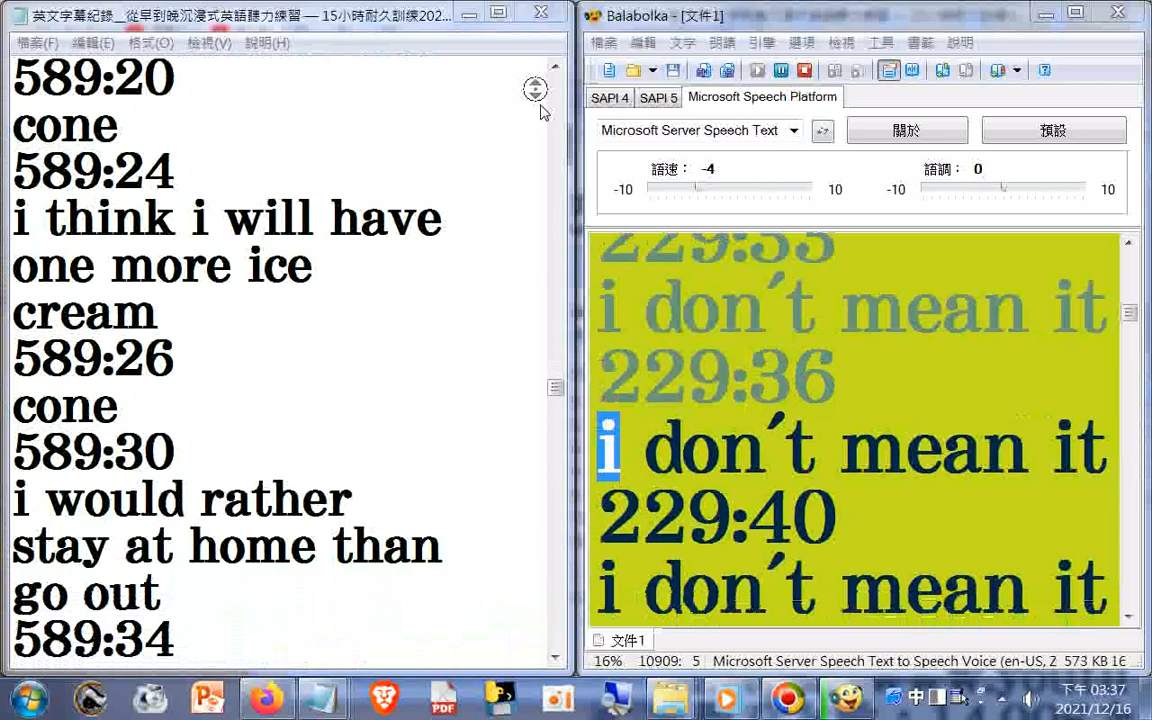 英文字幕紀錄__從早到晚沉浸式英語聽力練習 — 15小時耐久訓練202...
檔案(F) 編輯(E) 格式(O) 檢視(V) 說明(H)
589:20
cone
589:24
i think i will have
one more ice
cream
589:26
cone
589:30
i would rather
stay at home than
go out
589:34
Balabolka - [文件1]
檔案 編輯 文字 朗讀 引擎 選項 檢視 工具 書籤 說明
SAPI 4 SAPI 5 Microsoft Speech Platform
Microsoft Server Speech Text 關於 預設
語速： -4 語調： 0
-10 10 -10 10
229:33
i don´t mean it
229:36
i don´t mean it
229:40
i don´t mean it
文件1
16% 10909: 5 Microsoft Server Speech Text to Speech Voice (en-US, 2 573 KB 16
PDF
中
下午 03:37
2021/12/16